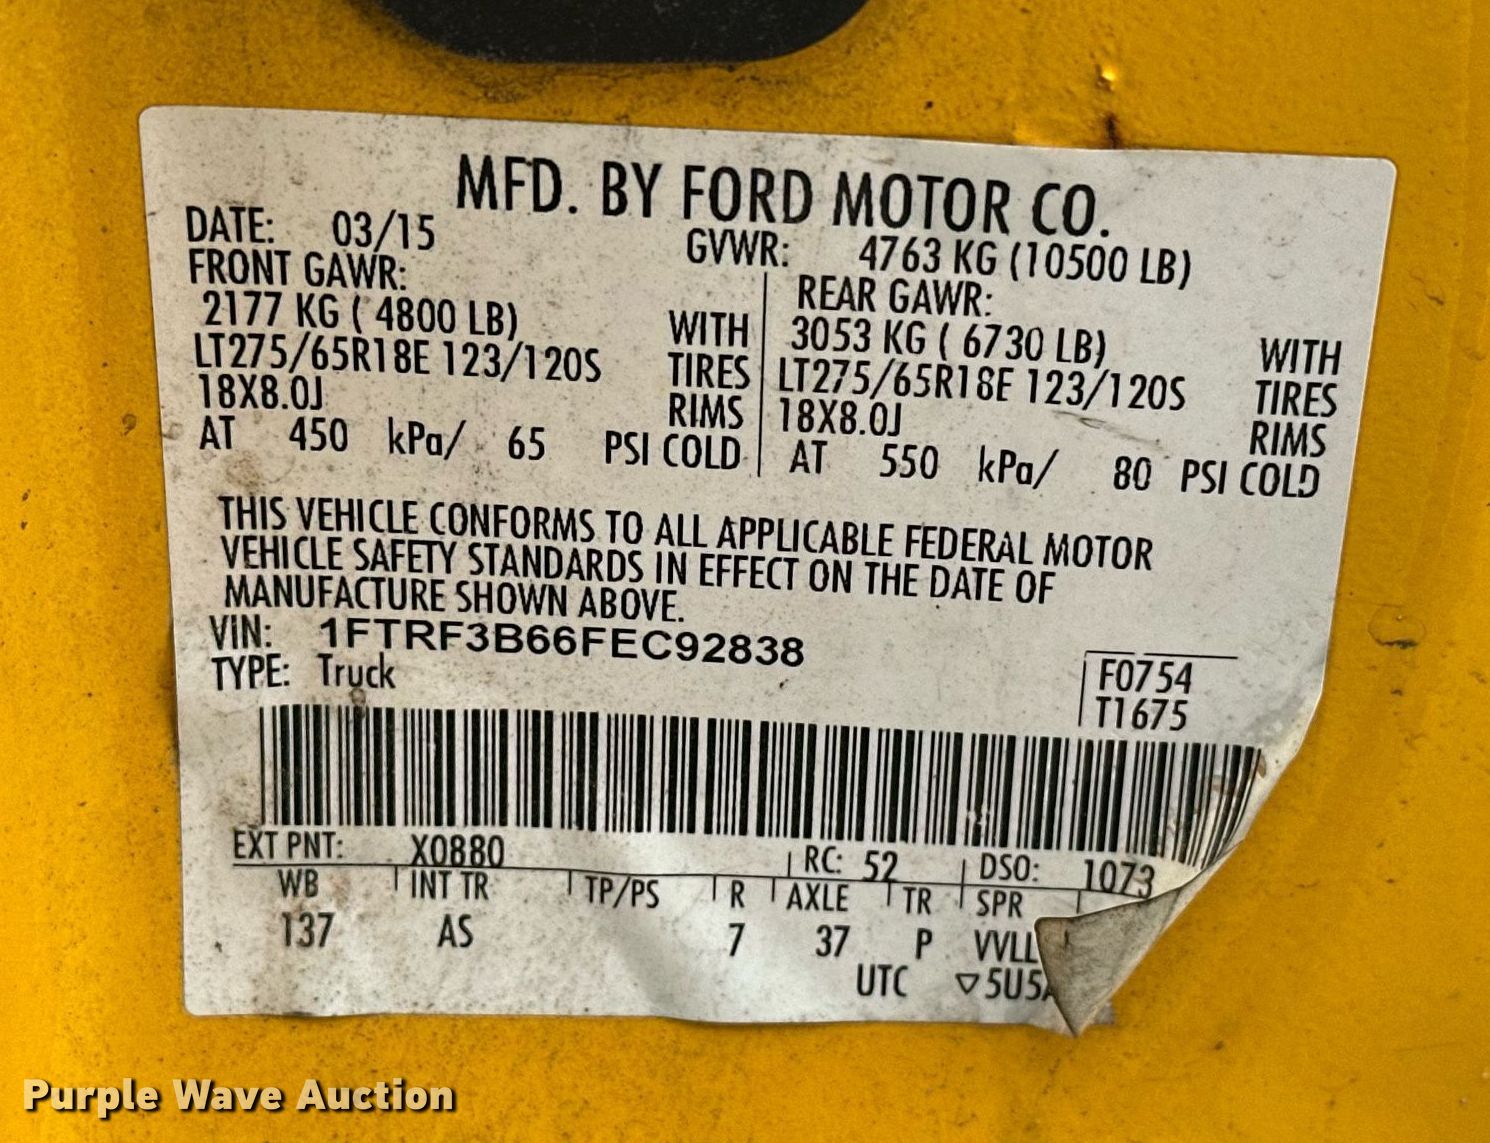 MFD. BY FORD MOTOR CO.
DATE: 03/15 GVWR: 4763 KG (10500 LB)
FRONT GAWR: REAR GAWR:
2177 KG ( 4800 LB) WITH 3053 KG ( 6730 LB) WITH
LT275/65R18E 123/120S TIRES LT275/65R18E 123/120S TIRES
18X8.0J RIMS 18X8.0J RIMS
AT 450 kPa/ 65 PSI COLD AT 550 kPa/ 80 PSI COLD
THIS VEHICLE CONFORMS TO ALL APPLICABLE FEDERAL MOTOR
VEHICLE SAFETY STANDARDS IN EFFECT ON THE DATE OF
MANUFACTURE SHOWN ABOVE.
VIN: 1FTRF3B66FEC92838
TYPE: Truck F0754
T1675
EXT PNT: X0880 RC: 52 DSO: 1073
WB INT TR TP/PS R AXLE TR SPR
137 AS 7 37 P VVLL
UTC ▽5U5
Purple Wave Auction